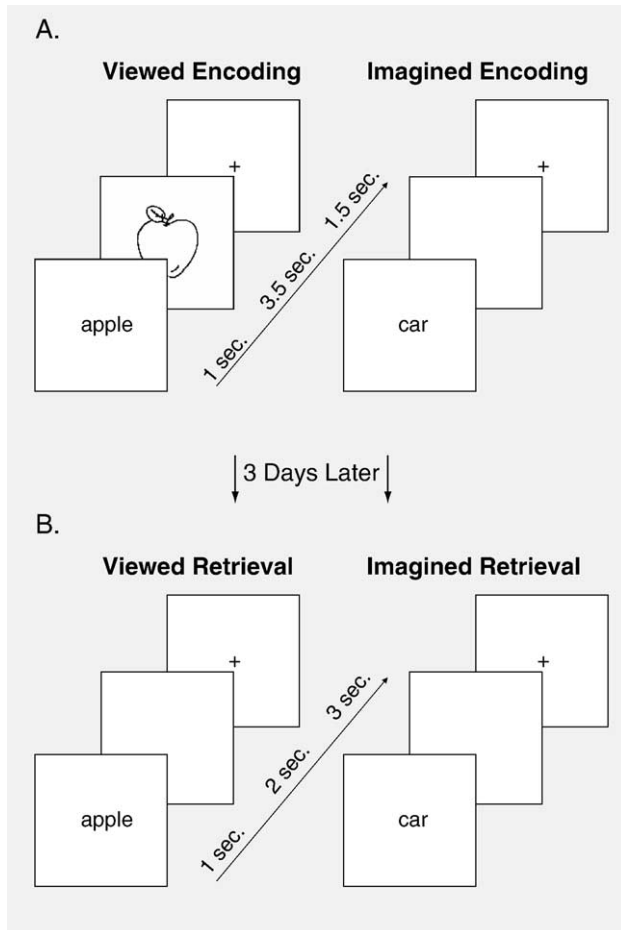 A.
Viewed Encoding
Imagined Encoding
+
apple
1 sec.
3.5 sec.
1.5 sec.
+
car
3 Days Later
B.
Viewed Retrieval
Imagined Retrieval
+
apple
1 sec.
2 sec.
3 sec.
+
car